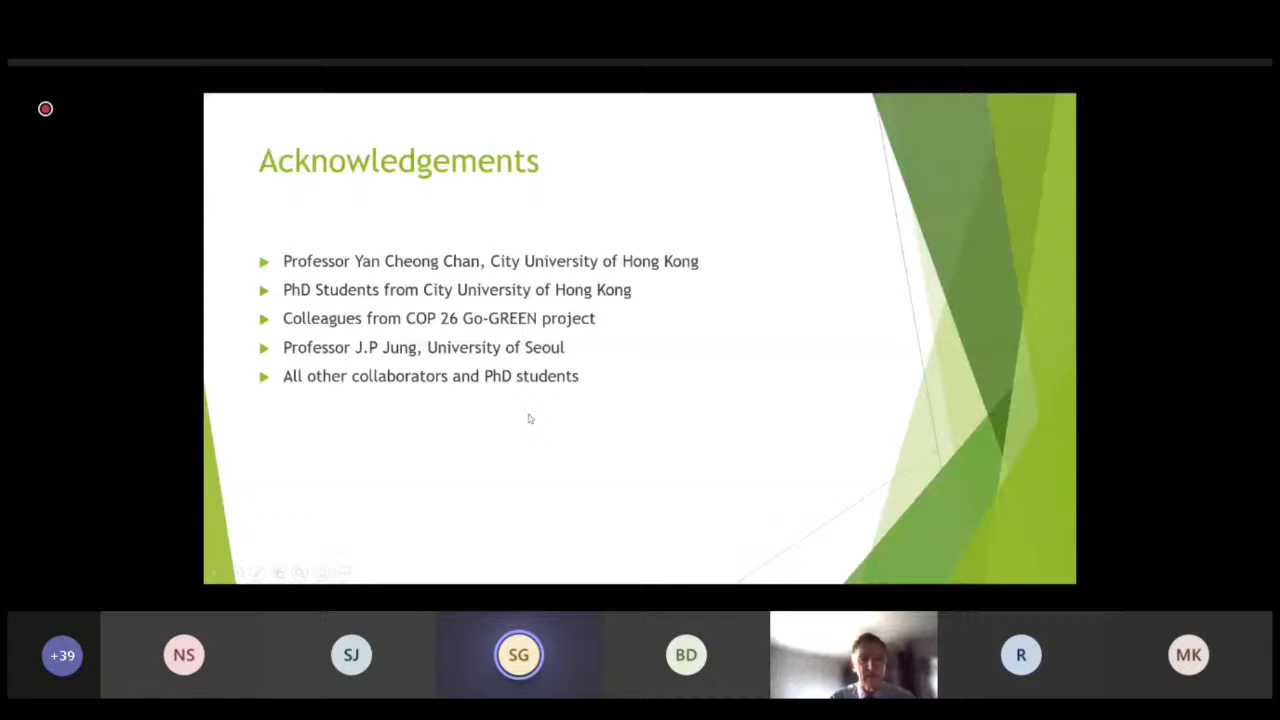 Acknowledgements
Professor Yan Cheong Chan, City University of Hong Kong
PhD Students from City University of Hong Kong
Colleagues from COP 26 Go-GREEN project
Professor J.P Jung, University of Seoul
All other collaborators and PhD students
+39 NS SJ SG BD R MK